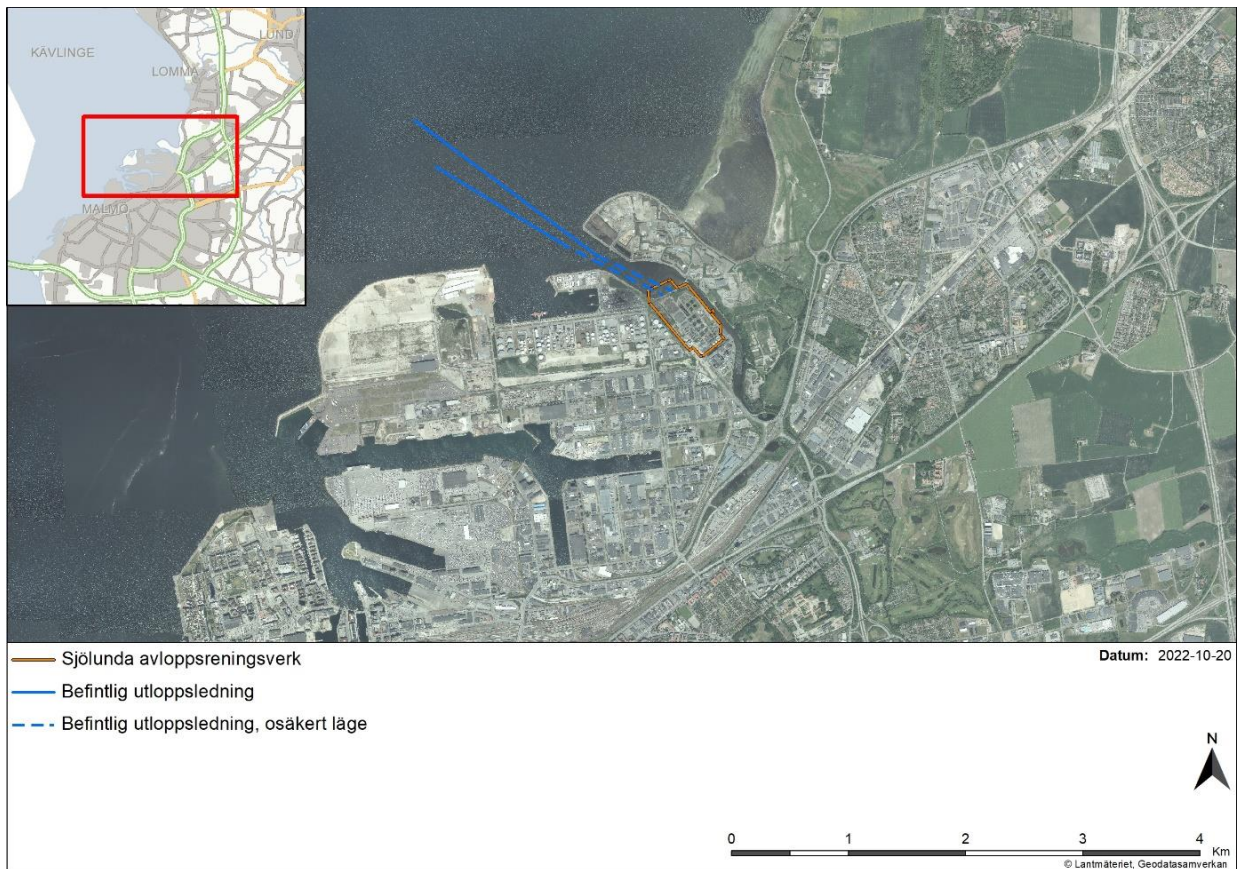 KÄVLINGE
LUND
LOMMA
MALMÖ
Sjölunda avloppsreningsverk
Befintlig utloppsledning
Befintlig utloppsledning, osäkert läge
Datum: 2022-10-20
N
0 1 2 3 4
Km
© Lantmäteriet, Geodatasamverkan